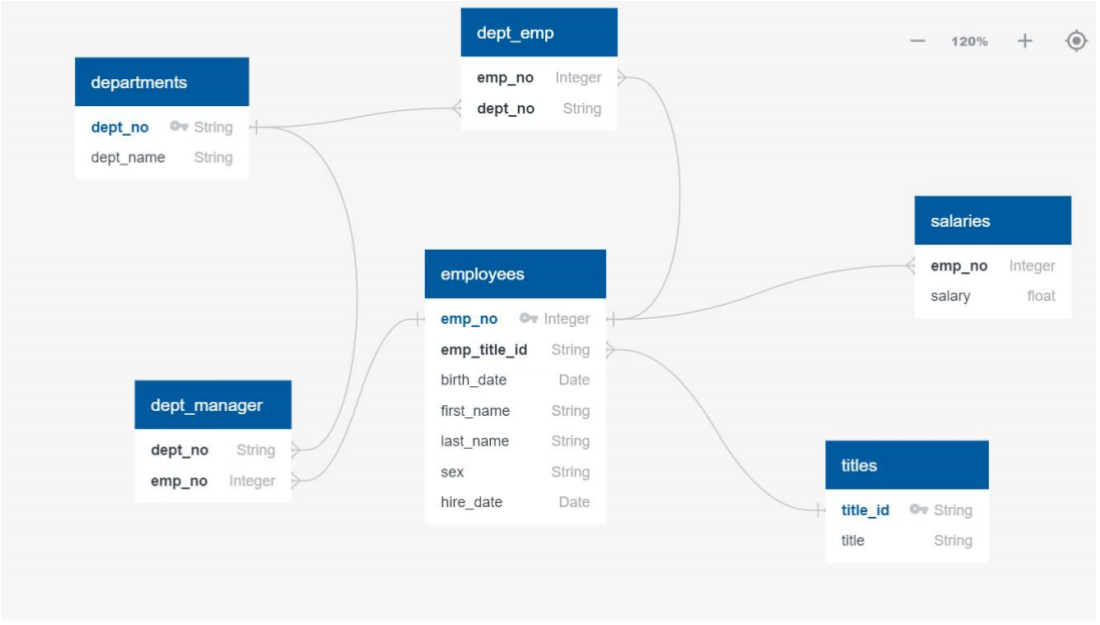 dept_emp
emp_no Integer
dept_no String
120%
departments
dept_no String
dept_name String
salaries
emp_no Integer
salary float
employees
emp_no Integer
emp_title_id String
birth_date Date
first_name String
last_name String
sex String
hire_date Date
dept_manager
dept_no String
emp_no Integer
titles
title_id String
title String